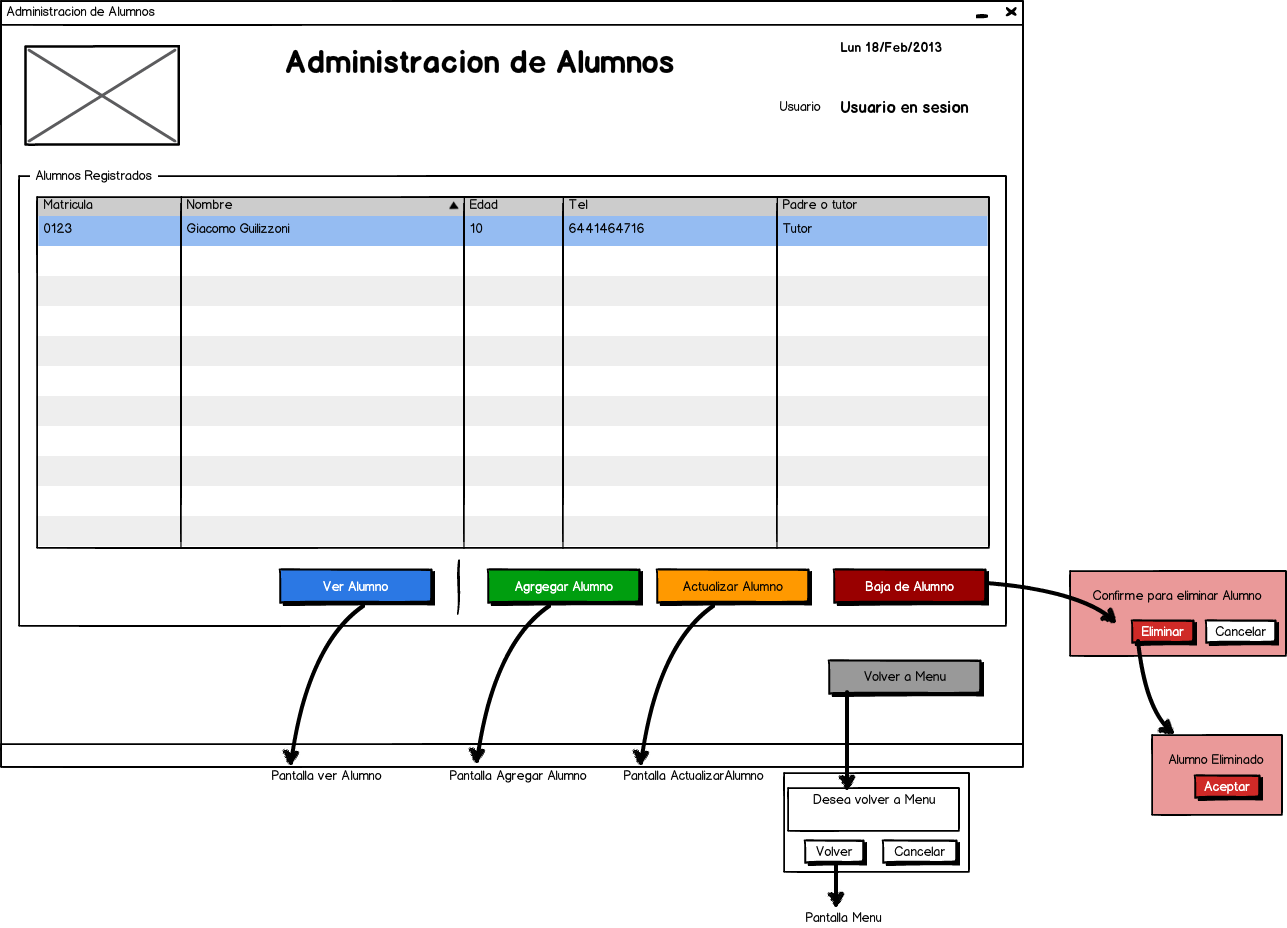 Administracion de Alumnos
Administracion de Alumnos
Lun 18/Feb/2013
Usuario Usuario en sesion
Alumnos Registrados
Matricula Nombre Edad Tel Padre o tutor
0123 Giacomo Guilizzoni 10 6441464716 Tutor
Ver Alumno Agrgegar Alumno Actualizar Alumno Baja de Alumno
Confirme para eliminar Alumno
Eliminar Cancelar
Volver a Menu
Alumno Eliminado
Aceptar
Pantalla ver Alumno Pantalla Agregar Alumno Pantalla ActualizarAlumno
Desea volver a Menu
Volver Cancelar
Pantalla Menu